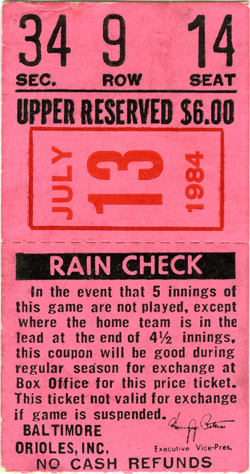 34 9 14
SEC. ROW SEAT
UPPER RESERVED $6.00
JULY 13 1984
RAIN CHECK
In the event that 5 innings of
this game are not played, except
where the home team is in the
lead at the end of 4½ innings,
this coupon will be good during
regular season for exchange at
Box Office for this price ticket.
This ticket not valid for exchange
if game is suspended.
BALTIMORE
ORIOLES, INC. Executive Vice-Pres.
NO CASH REFUNDS